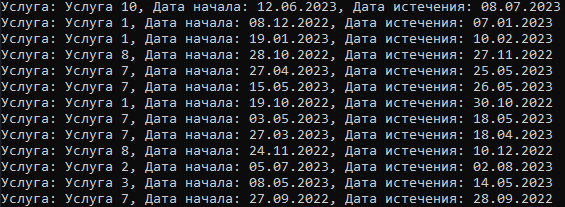 Услуга: Услуга 10, Дата начала: 12.06.2023, Дата истечения: 08.07.2023
Услуга: Услуга 1, Дата начала: 08.12.2022, Дата истечения: 07.01.2023
Услуга: Услуга 1, Дата начала: 19.01.2023, Дата истечения: 10.02.2023
Услуга: Услуга 8, Дата начала: 28.10.2022, Дата истечения: 27.11.2022
Услуга: Услуга 7, Дата начала: 27.04.2023, Дата истечения: 25.05.2023
Услуга: Услуга 7, Дата начала: 15.05.2023, Дата истечения: 26.05.2023
Услуга: Услуга 1, Дата начала: 19.10.2022, Дата истечения: 30.10.2022
Услуга: Услуга 7, Дата начала: 03.05.2023, Дата истечения: 18.05.2023
Услуга: Услуга 7, Дата начала: 27.03.2023, Дата истечения: 18.04.2023
Услуга: Услуга 8, Дата начала: 24.11.2022, Дата истечения: 10.12.2022
Услуга: Услуга 2, Дата начала: 05.07.2023, Дата истечения: 02.08.2023
Услуга: Услуга 3, Дата начала: 08.05.2023, Дата истечения: 14.05.2023
Услуга: Услуга 7, Дата начала: 27.09.2022, Дата истечения: 28.09.2022